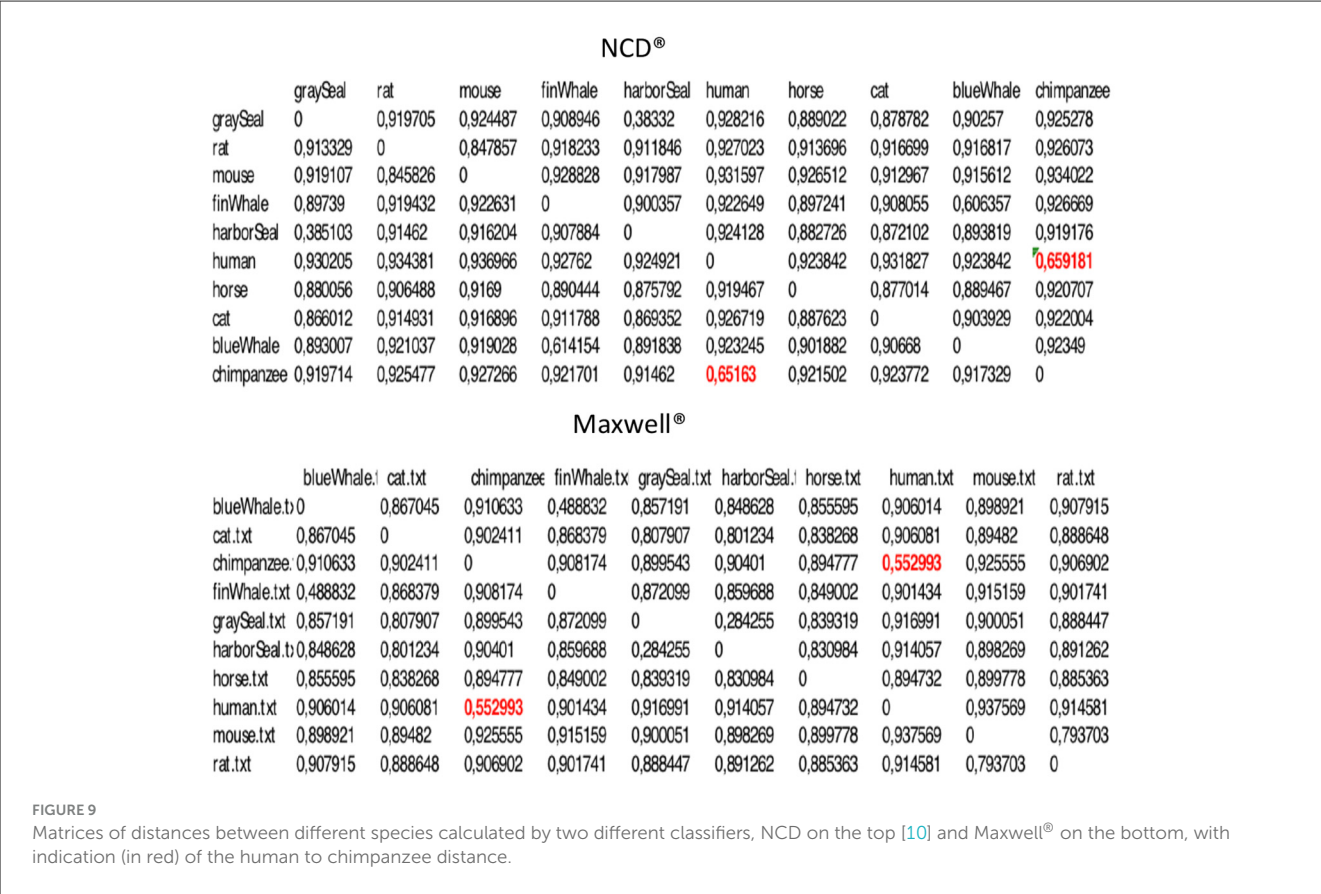 NCD®
graySeal rat mouse finWhale harborSeal human horse cat blueWhale chimpanzee
graySeal 0 0,919705 0,924487 0,908946 0,38332 0,928216 0,889022 0,878782 0,90257 0,925278
rat 0,913329 0 0,847857 0,918233 0,911846 0,927023 0,913696 0,916699 0,916817 0,926073
mouse 0,919107 0,845826 0 0,928828 0,917987 0,931597 0,926512 0,912967 0,915612 0,934022
finWhale 0,89739 0,919432 0,922631 0 0,900357 0,922649 0,897241 0,908055 0,606357 0,926669
harborSeal 0,385103 0,91462 0,916204 0,907884 0 0,924128 0,882726 0,872102 0,893819 0,919176
human 0,930205 0,934381 0,936966 0,92762 0,924921 0 0,923842 0,931827 0,923842 0,659181
horse 0,880056 0,906488 0,9169 0,890444 0,875792 0,919467 0 0,877014 0,889467 0,920707
cat 0,866012 0,914931 0,916896 0,911788 0,869352 0,926719 0,887623 0 0,903929 0,922004
blueWhale 0,893007 0,921037 0,919028 0,614154 0,891838 0,923245 0,901882 0,90668 0 0,92349
chimpanzee 0,919714 0,925477 0,927266 0,921701 0,91462 0,65163 0,921502 0,923772 0,917329 0
Maxwell®
blueWhale.t cat.txt chimpanzee finWhale.tx graySeal.txt harborSeal.t horse.txt human.txt mouse.txt rat.txt
blueWhale.tx 0 0,867045 0,910633 0,488832 0,857191 0,848628 0,855595 0,906014 0,898921 0,907915
cat.txt 0,867045 0 0,902411 0,868379 0,807907 0,801234 0,838268 0,906081 0,89482 0,888648
chimpanzee. 0,910633 0,902411 0 0,908174 0,899543 0,90401 0,894777 0,552993 0,925555 0,906902
finWhale.txt 0,488832 0,868379 0,908174 0 0,872099 0,859688 0,849002 0,901434 0,915159 0,901741
graySeal.txt 0,857191 0,807907 0,899543 0,872099 0 0,284255 0,839319 0,916991 0,900051 0,888447
harborSeal.tx 0,848628 0,801234 0,90401 0,859688 0,284255 0 0,830984 0,914057 0,898269 0,891262
horse.txt 0,855595 0,838268 0,894777 0,849002 0,839319 0,830984 0 0,894732 0,899778 0,885363
human.txt 0,906014 0,906081 0,552993 0,901434 0,916991 0,914057 0,894732 0 0,937569 0,914581
mouse.txt 0,898921 0,89482 0,925555 0,915159 0,900051 0,898269 0,899778 0,937569 0 0,793703
rat.txt 0,907915 0,888648 0,906902 0,901741 0,888447 0,891262 0,885363 0,914581 0,793703 0
FIGURE 9
Matrices of distances between different species calculated by two different classifiers, NCD on the top [10] and Maxwell® on the bottom, with
indication (in red) of the human to chimpanzee distance.